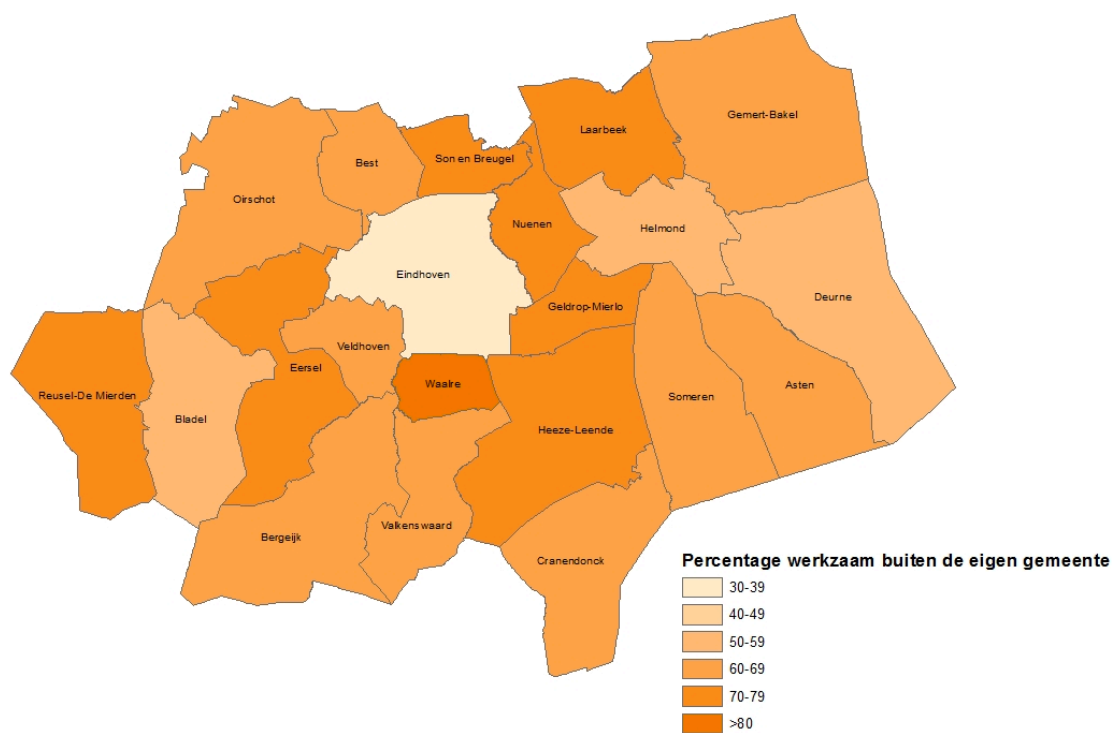 Gemert-Bakel
Laarbeek
Son en Breugel
Best
Oirschot
Nuenen
Helmond
Eindhoven
Deurne
Geldrop-Mierlo
Veldhoven
Eersel
Waalre
Asten
Reusel-De Mierden
Someren
Bladel
Heeze-Leende
Valkenswaard
Bergeijk
Cranendonck
Percentage werkzaam buiten de eigen gemeente
30-39
40-49
50-59
60-69
70-79
>80